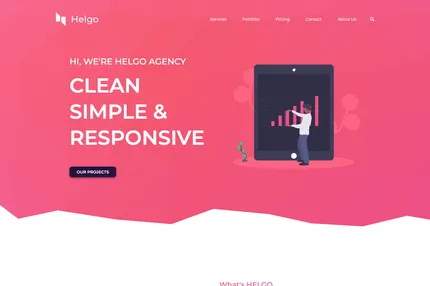 Helgo
Services Portfolio Pricing Contact About Us
HI, WE'RE HELGO AGENCY
CLEAN
SIMPLE &
RESPONSIVE
OUR PROJECTS
What's HELGO